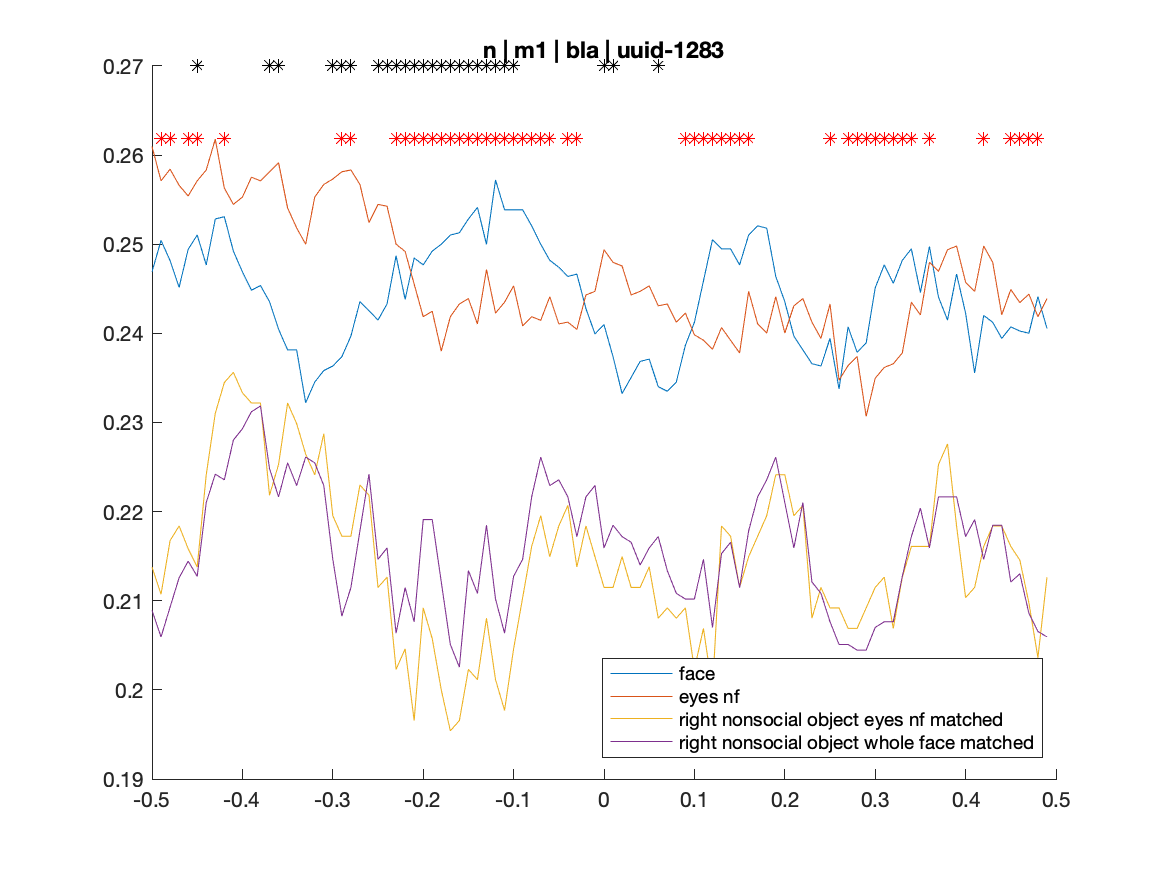 n | m1 | bla | uuid-1283
0.27
0.26
0.25
0.24
0.23
0.22
0.21
0.2
0.19
face
eyes nf
right nonsocial object eyes nf matched
right nonsocial object whole face matched
-0.5 -0.4 -0.3 -0.2 -0.1 0 0.1 0.2 0.3 0.4 0.5